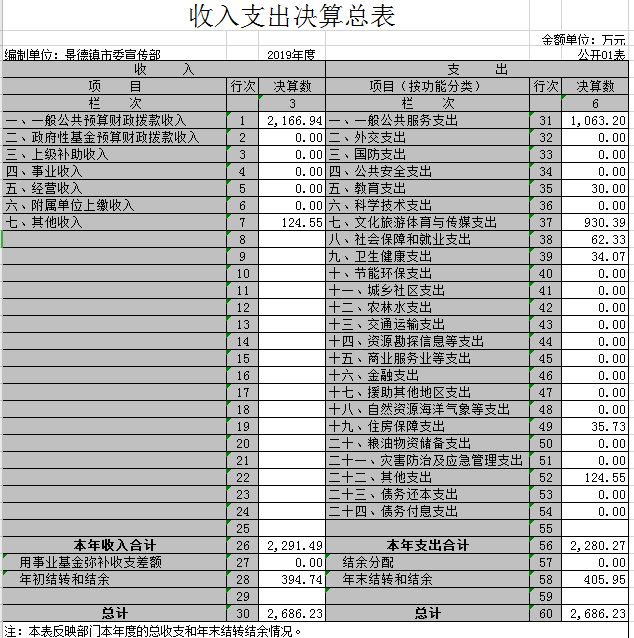 收入支出决算总表
金额单位：万元
编制单位：景德镇市委宣传部 2019年度 公开01表
收 入 支 出
项 目 行次 决算数 项目（按功能分类） 行次 决算数
栏 次 3 栏 次 6
一、一般公共预算财政拨款收入 1 2,166.94 一、一般公共服务支出 31 1,063.20
二、政府性基金预算财政拨款收入 2 0.00 二、外交支出 32 0.00
三、上级补助收入 3 0.00 三、国防支出 33 0.00
四、事业收入 4 0.00 四、公共安全支出 34 0.00
五、经营收入 5 0.00 五、教育支出 35 30.00
六、附属单位上缴收入 6 0.00 六、科学技术支出 36 0.00
七、其他收入 7 124.55 七、文化旅游体育与传媒支出 37 930.39
8 八、社会保障和就业支出 38 62.33
9 九、卫生健康支出 39 34.07
10 十、节能环保支出 40 0.00
11 十一、城乡社区支出 41 0.00
12 十二、农林水支出 42 0.00
13 十三、交通运输支出 43 0.00
14 十四、资源勘探信息等支出 44 0.00
15 十五、商业服务业等支出 45 0.00
16 十六、金融支出 46 0.00
17 十七、援助其他地区支出 47 0.00
18 十八、自然资源海洋气象等支出 48 0.00
19 十九、住房保障支出 49 35.73
20 二十、粮油物资储备支出 50 0.00
21 二十一、灾害防治及应急管理支出 51 0.00
22 二十二、其他支出 52 124.55
23 二十三、债务还本支出 53 0.00
24 二十四、债务付息支出 54 0.00
25 55
本年收入合计 26 2,291.49 本年支出合计 56 2,280.27
用事业基金弥补收支差额 27 0.00 结余分配 57 0.00
年初结转和结余 28 394.74 年末结转和结余 58 405.95
29 59
总计 30 2,686.23 总计 60 2,686.23
注：本表反映部门本年度的总收支和年末结转结余情况。